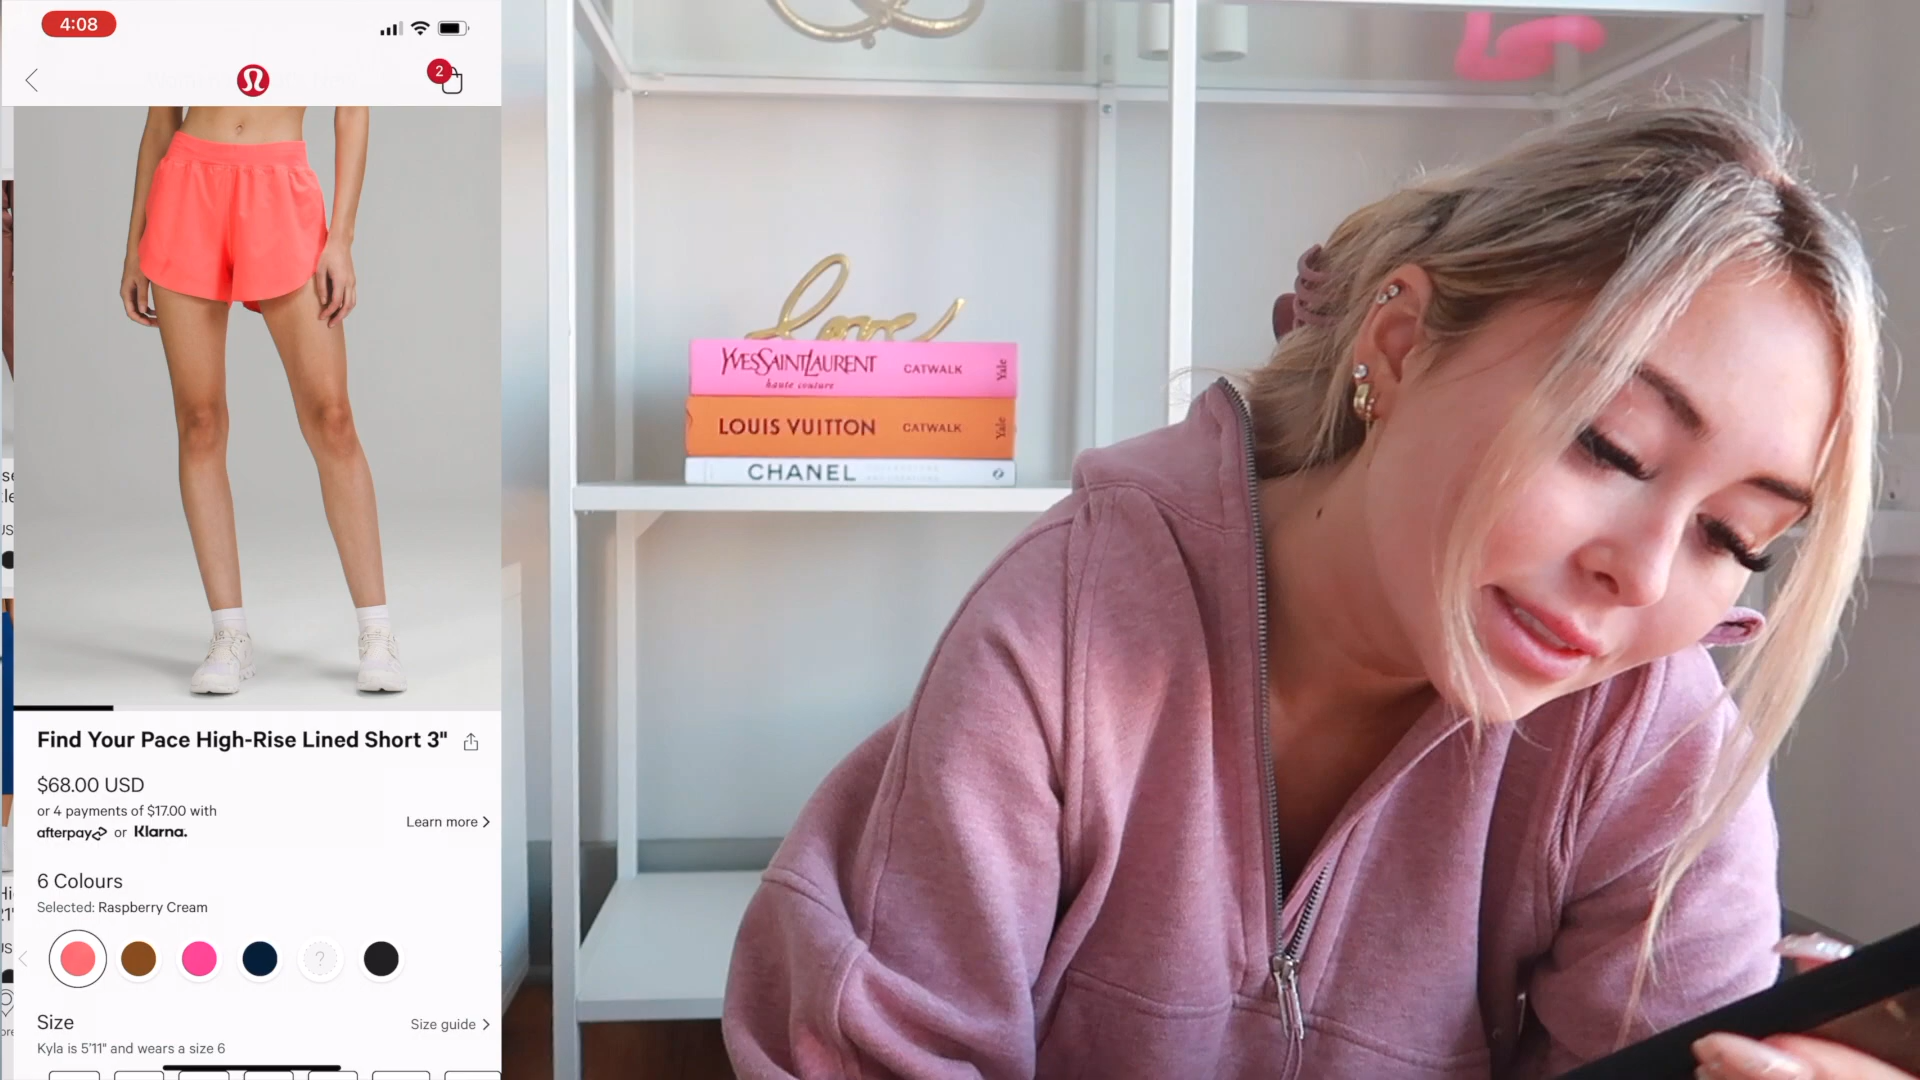 4:08
2
Find Your Pace High-Rise Lined Short 3"
$68.00 USD
or 4 payments of $17.00 with
afterpay or Klarna.
Learn more
6 Colours
Selected: Raspberry Cream
?
Size
Size guide
Kyla is 5'11" and wears a size 6
love
YVESSAINTLAURENT CATWALK Yale
haute couture
LOUIS VUITTON CATWALK Yale
CHANEL